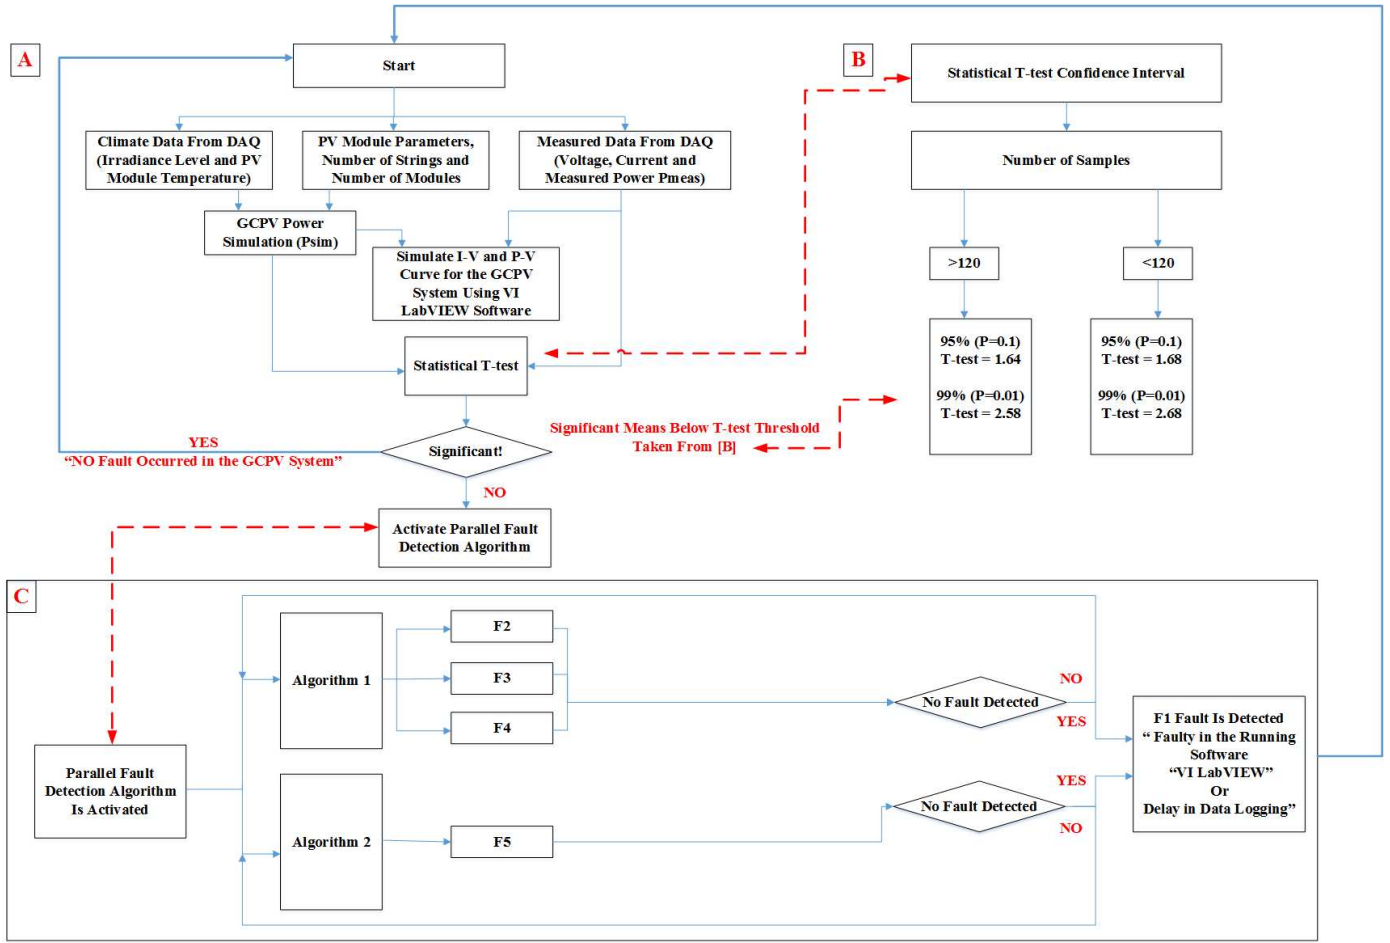 A
Start
Climate Data From DAQ
(Irradiance Level and PV
Module Temperature)
PV Module Parameters,
Number of Strings and
Number of Modules
Measured Data From DAQ
(Voltage, Current and
Measured Power Pmeas)
GCPV Power
Simulation (Psim)
Simulate I-V and P-V
Curve for the GCPV
System Using VI
LabVIEW Software
Statistical T-test
Significant!
YES
“NO Fault Occurred in the GCPV System”
NO
Significant Means Below T-test Threshold
Taken From [B]
Activate Parallel Fault
Detection Algorithm
B
Statistical T-test Confidence Interval
Number of Samples
>120
<120
95% (P=0.1)
T-test = 1.64
99% (P=0.01)
T-test = 2.58
95% (P=0.1)
T-test = 1.68
99% (P=0.01)
T-test = 2.68
C
Parallel Fault
Detection Algorithm
Is Activated
Algorithm 1
F2
F3
F4
No Fault Detected
NO
YES
Algorithm 2
F5
No Fault Detected
YES
NO
F1 Fault Is Detected
“ Faulty in the Running
Software
“VI LabVIEW”
Or
Delay in Data Logging”